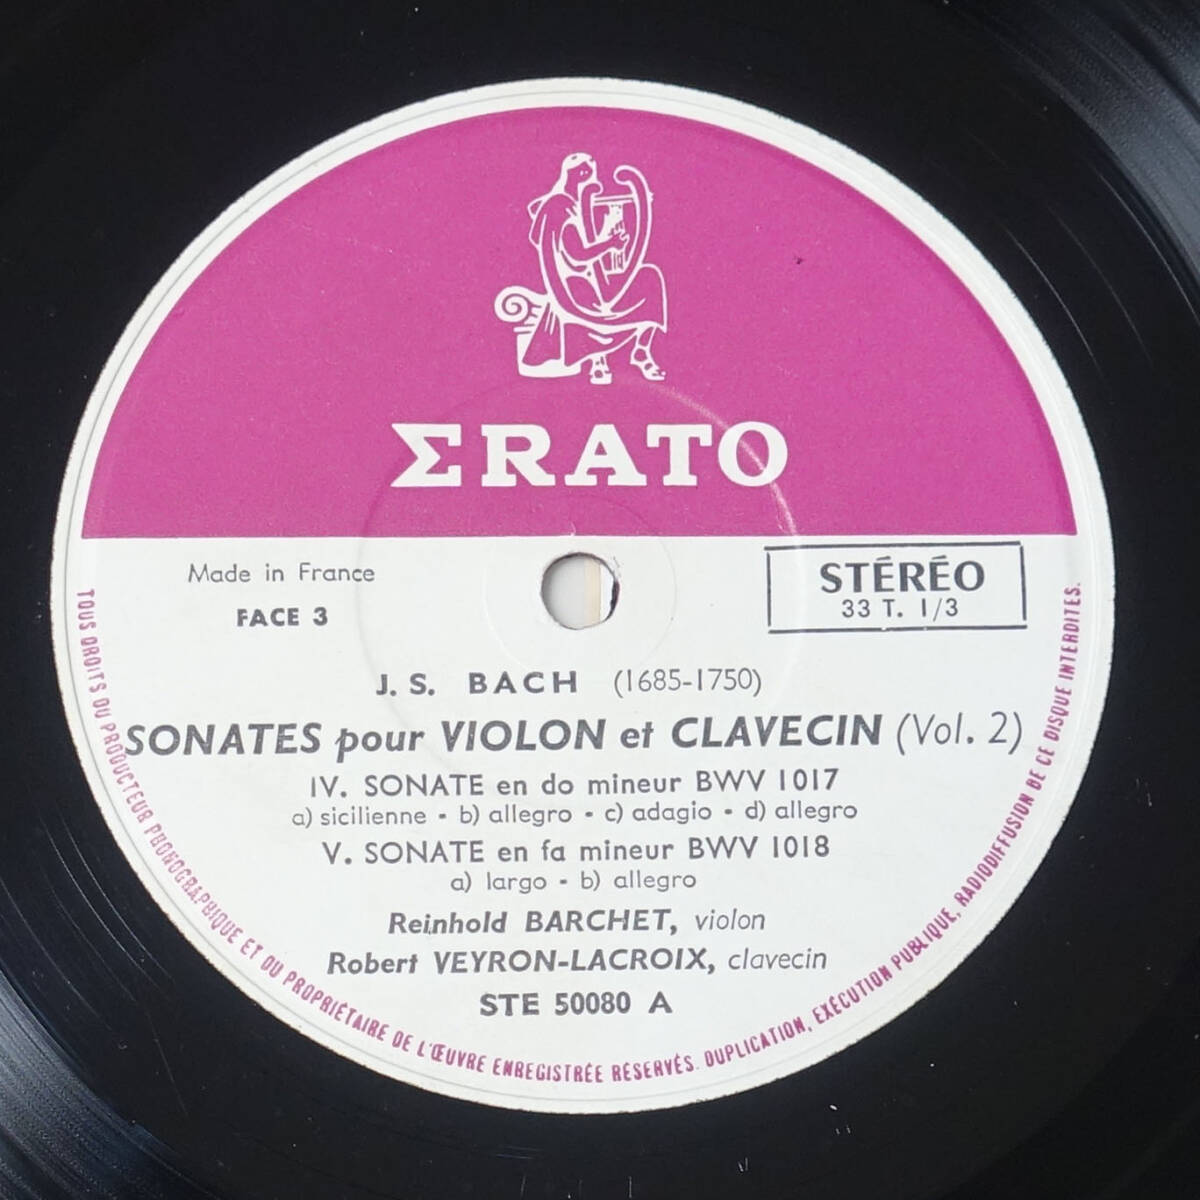 ΣRATO
Made in France
FACE 3
STÉRÉO
33 T. 1/3
J. S. BACH (1685-1750)
SONATES pour VIOLON et CLAVECIN (Vol. 2)
IV. SONATE en do mineur BWV 1017
a) sicilienne - b) allegro - c) adagio - d) allegro
V. SONATE en fa mineur BWV 1018
a) largo - b) allegro
Reinhold BARCHET, violon
Robert VEYRON-LACROIX, clavecin
STE 50080 A
TOUS DROITS DU PRODUCTEUR PHONOGRAPHIQUE ET DU PROPRIÉTAIRE DE L'ŒUVRE ENREGISTRÉE RÉSERVÉS. DUPLICATION, EXÉCUTION PUBLIQUE, RADIODIFFUSION DE CE DISQUE INTERDITES.